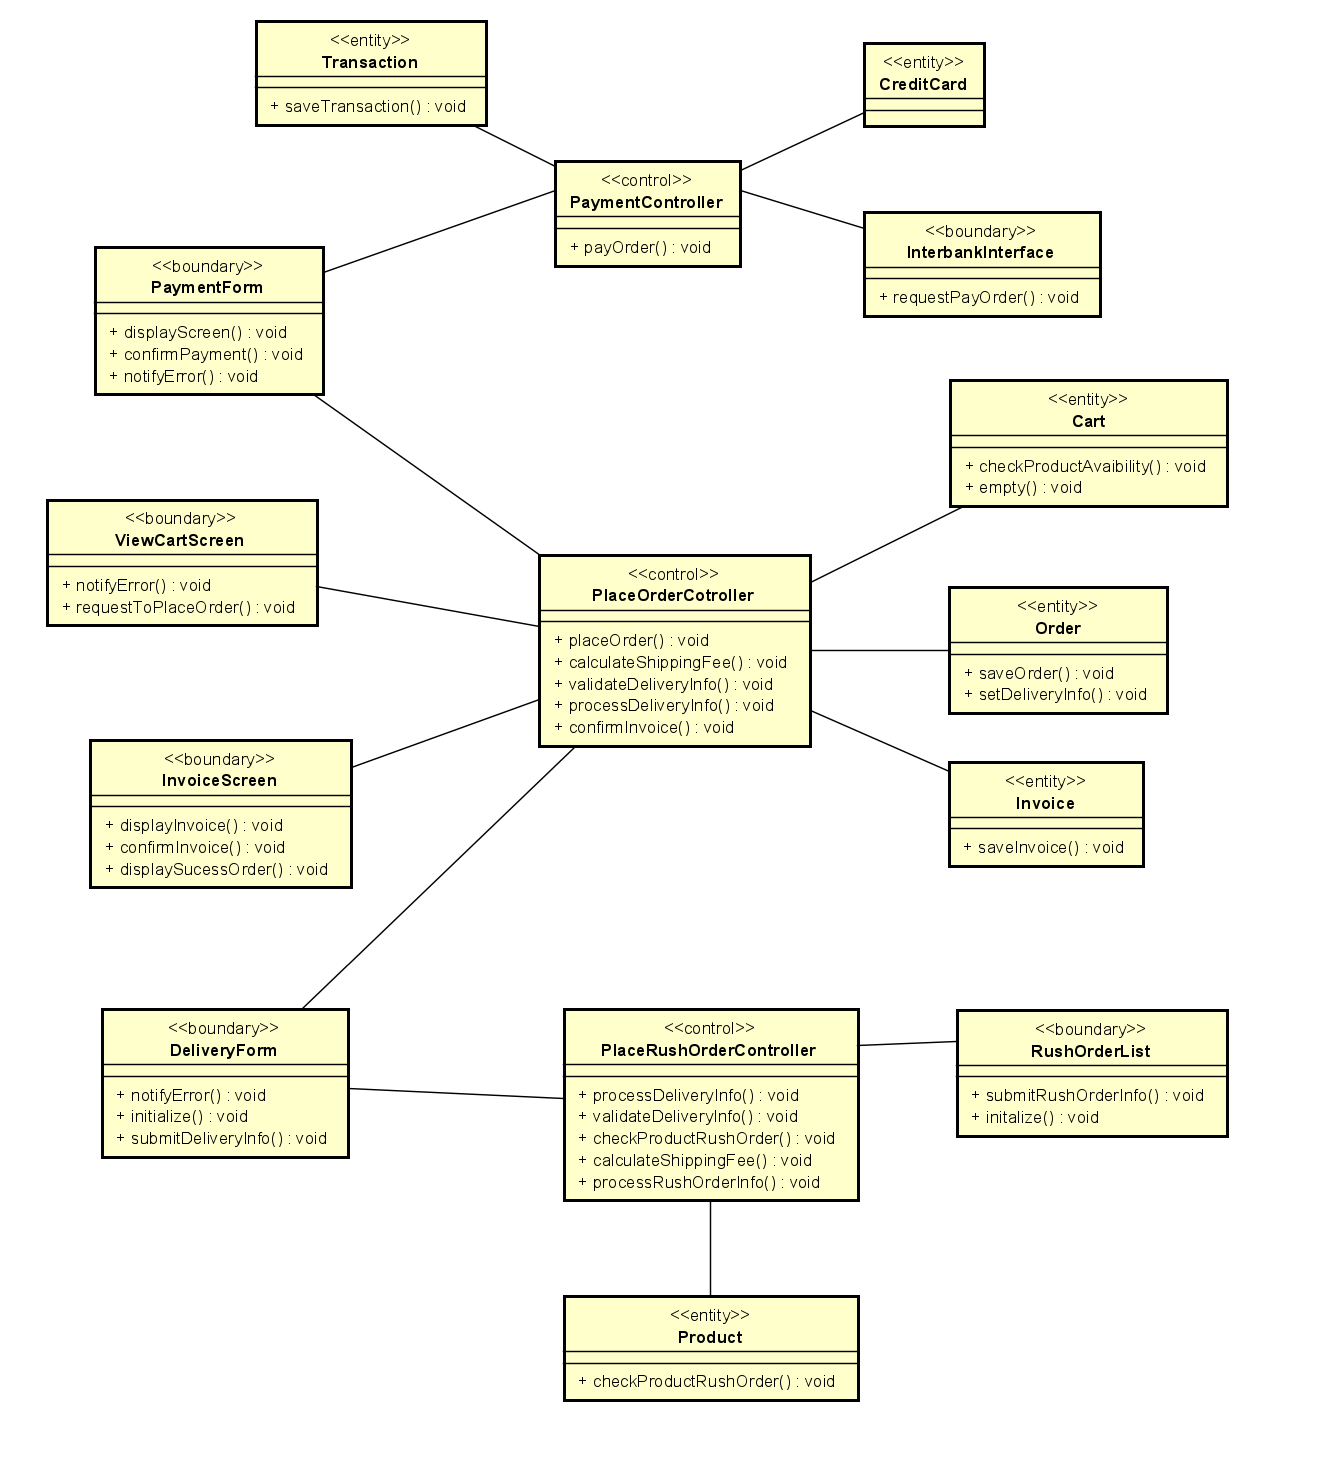 <<entity>>
Transaction
+ saveTransaction() : void
<<entity>>
CreditCard
<<control>>
PaymentController
+ payOrder() : void
<<boundary>>
InterbankInterface
+ requestPayOrder() : void
<<boundary>>
PaymentForm
+ displayScreen() : void
+ confirmPayment() : void
+ notifyError() : void
<<entity>>
Cart
+ checkProductAvaibility() : void
+ empty() : void
<<boundary>>
ViewCartScreen
+ notifyError() : void
+ requestToPlaceOrder() : void
<<control>>
PlaceOrderCotroller
+ placeOrder() : void
+ calculateShippingFee() : void
+ validateDeliveryInfo() : void
+ processDeliveryInfo() : void
+ confirmInvoice() : void
<<entity>>
Order
+ saveOrder() : void
+ setDeliveryInfo() : void
<<boundary>>
InvoiceScreen
+ displayInvoice() : void
+ confirmInvoice() : void
+ displaySucessOrder() : void
<<entity>>
Invoice
+ saveInvoice() : void
<<boundary>>
DeliveryForm
+ notifyError() : void
+ initialize() : void
+ submitDeliveryInfo() : void
<<control>>
PlaceRushOrderController
+ processDeliveryInfo() : void
+ validateDeliveryInfo() : void
+ checkProductRushOrder() : void
+ calculateShippingFee() : void
+ processRushOrderInfo() : void
<<boundary>>
RushOrderList
+ submitRushOrderInfo() : void
+ initalize() : void
<<entity>>
Product
+ checkProductRushOrder() : void